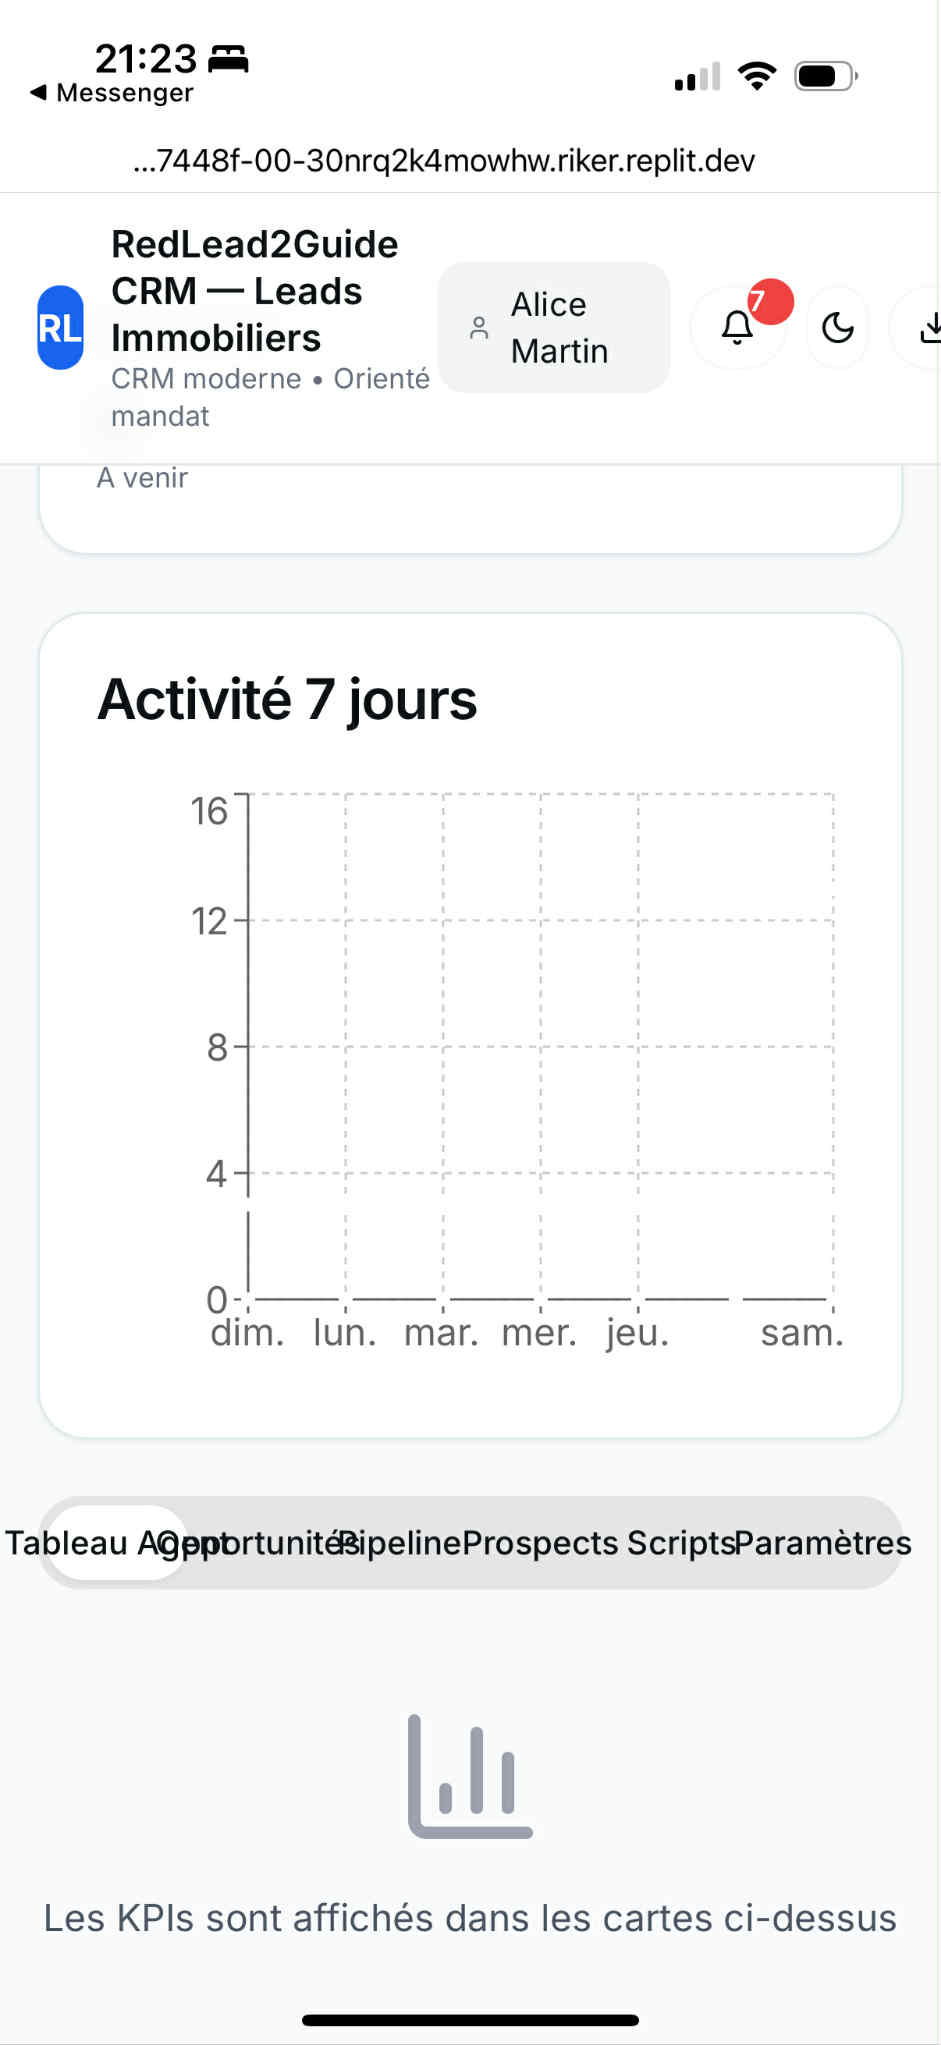 21:23
◀ Messenger
...7448f-00-30nrq2k4mowhw.riker.replit.dev
RL
RedLead2Guide
CRM — Leads
Immobiliers
CRM moderne • Orienté
mandat
Alice
Martin
7
A venir
Activité 7 jours
16
12
8
4
0
dim. lun. mar. mer. jeu. sam.
Tableau Agent Opportunités Pipeline Prospects Scripts Paramètres
Les KPIs sont affichés dans les cartes ci-dessus